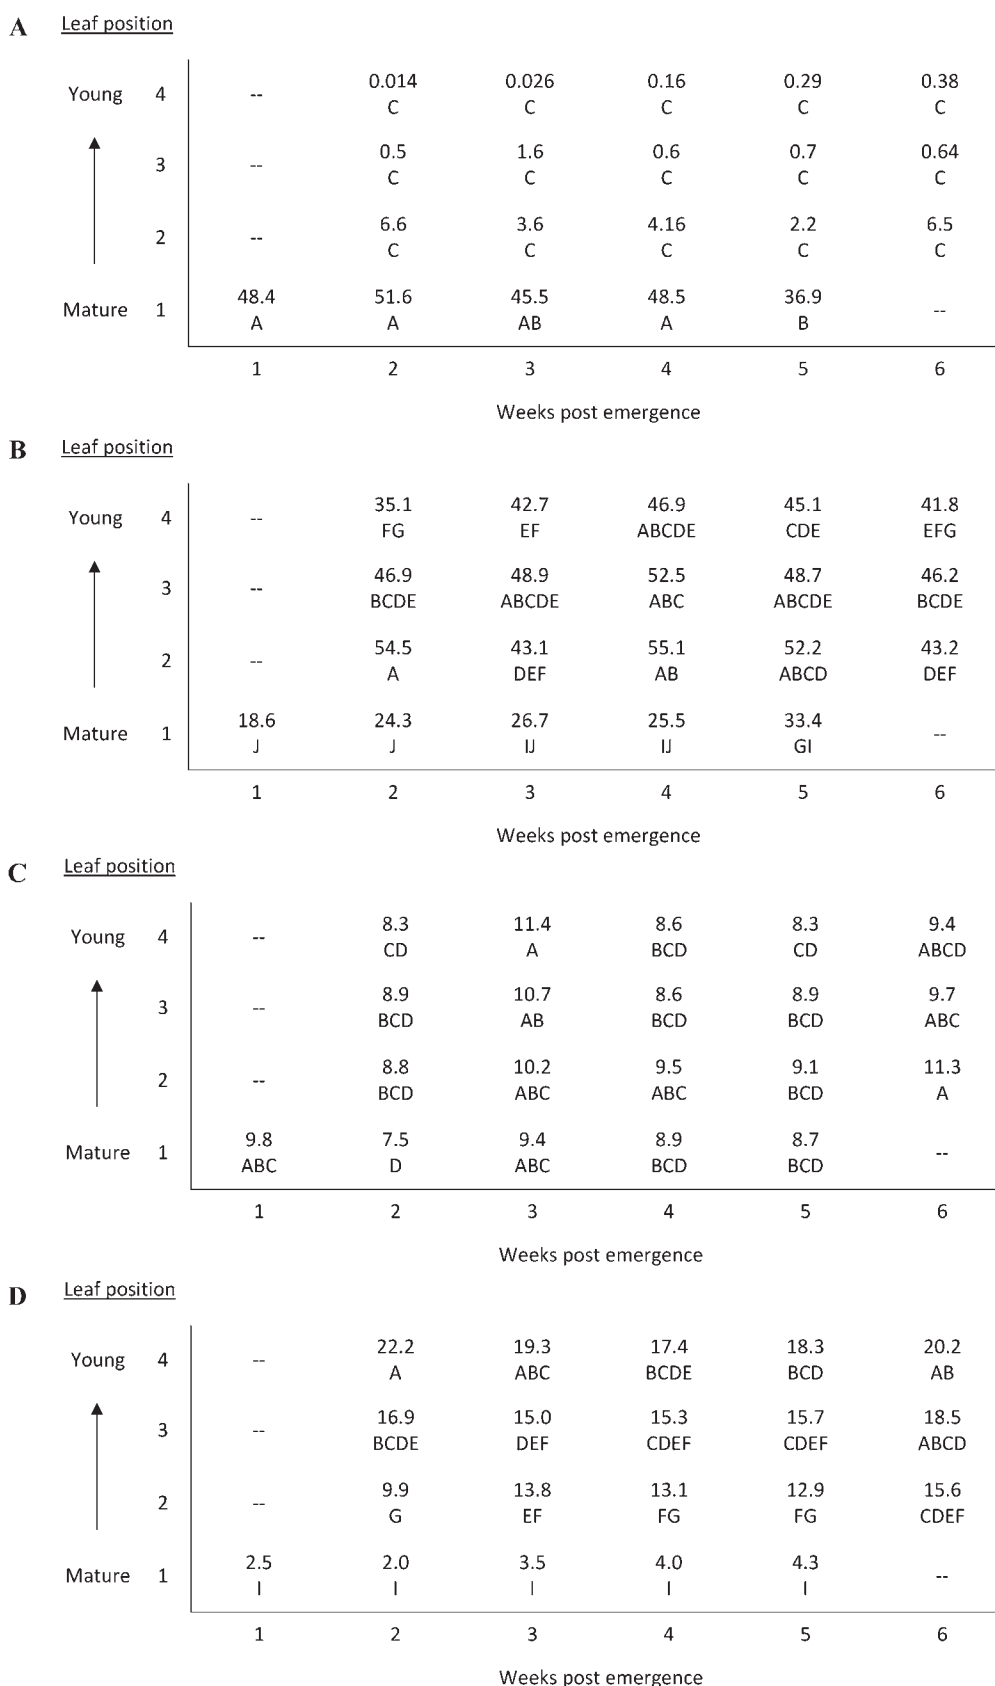 A Leaf position
Young 4 -- 0.014 0.026 0.16 0.29 0.38
C C C C C
3 -- 0.5 1.6 0.6 0.7 0.64
C C C C C
2 -- 6.6 3.6 4.16 2.2 6.5
C C C C C
Mature 1 48.4 51.6 45.5 48.5 36.9 --
A A AB A B
1 2 3 4 5 6
Weeks post emergence
B Leaf position
Young 4 -- 35.1 42.7 46.9 45.1 41.8
FG EF ABCDE CDE EFG
3 -- 46.9 48.9 52.5 48.7 46.2
BCDE ABCDE ABC ABCDE BCDE
2 -- 54.5 43.1 55.1 52.2 43.2
A DEF AB ABCD DEF
Mature 1 18.6 24.3 26.7 25.5 33.4 --
J J IJ IJ GI
1 2 3 4 5 6
Weeks post emergence
C Leaf position
Young 4 -- 8.3 11.4 8.6 8.3 9.4
CD A BCD CD ABCD
3 -- 8.9 10.7 8.6 8.9 9.7
BCD AB BCD BCD ABC
2 -- 8.8 10.2 9.5 9.1 11.3
BCD ABC ABC BCD A
Mature 1 9.8 7.5 9.4 8.9 8.7 --
ABC D ABC BCD BCD
1 2 3 4 5 6
Weeks post emergence
D Leaf position
Young 4 -- 22.2 19.3 17.4 18.3 20.2
A ABC BCDE BCD AB
3 -- 16.9 15.0 15.3 15.7 18.5
BCDE DEF CDEF CDEF ABCD
2 -- 9.9 13.8 13.1 12.9 15.6
G EF FG FG CDEF
Mature 1 2.5 2.0 3.5 4.0 4.3 --
I I I I I
1 2 3 4 5 6
Weeks post emergence